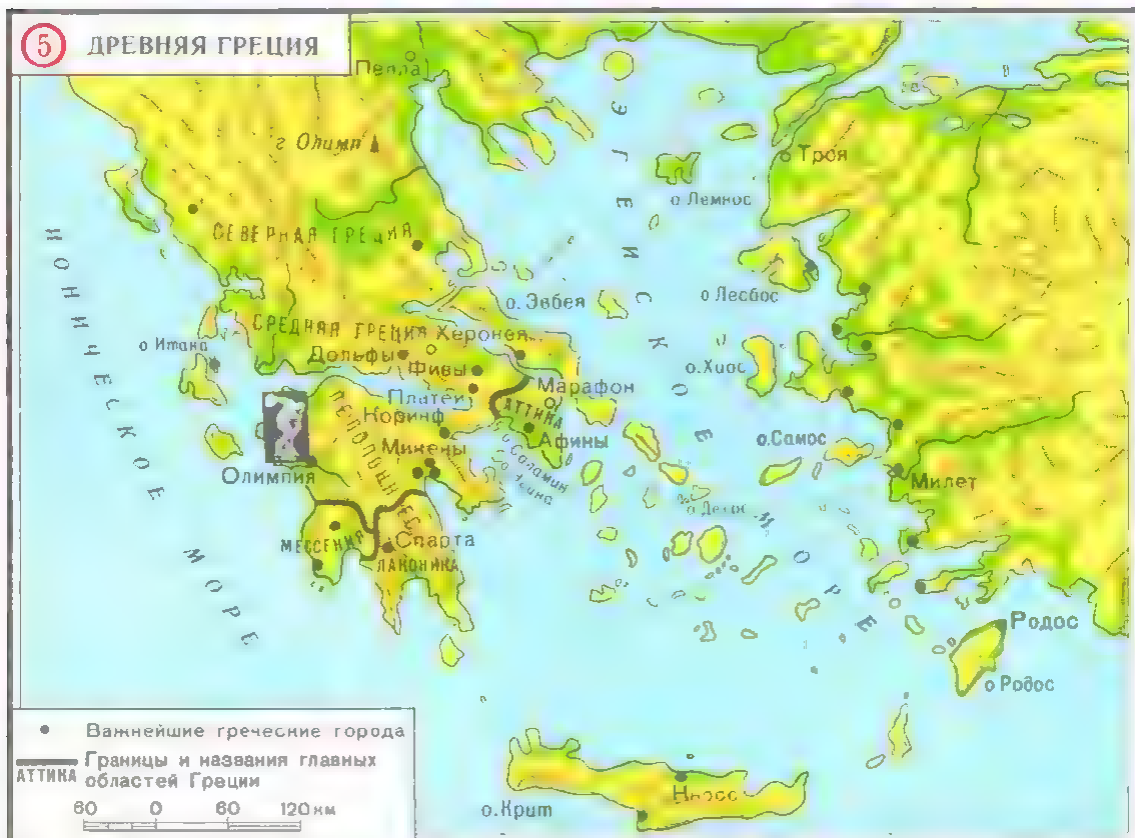 5 ДРЕВНЯЯ ГРЕЦИЯ
Пелла
г Олимп
ЭГЕЙСКОЕ МОРЕ
о Троя
о Лемнос
СЕВЕРНАЯ ГРЕЦИЯ
ИОНИЧЕСКОЕ МОРЕ
о. Эвбея
о Лесбос
СРЕДНЯЯ ГРЕЦИЯ
Херонея
о Итака
Дольфы
Фивы
о.Хиос
Платеи
Марафон
АТТИКА
ПЕЛОПОННЕС
Коринф
Афины
о.Самос
Микены
о Саламин
Олимпия
Милет
о Делос
МЕССЕНИЯ
Спарта
ЛАКОНИКА
Родос
о Родос
Кносс
о.Крит
Важнейшие греческие города
Границы и названия главных
АТТИКА областей Греции
60 0 60 120 км